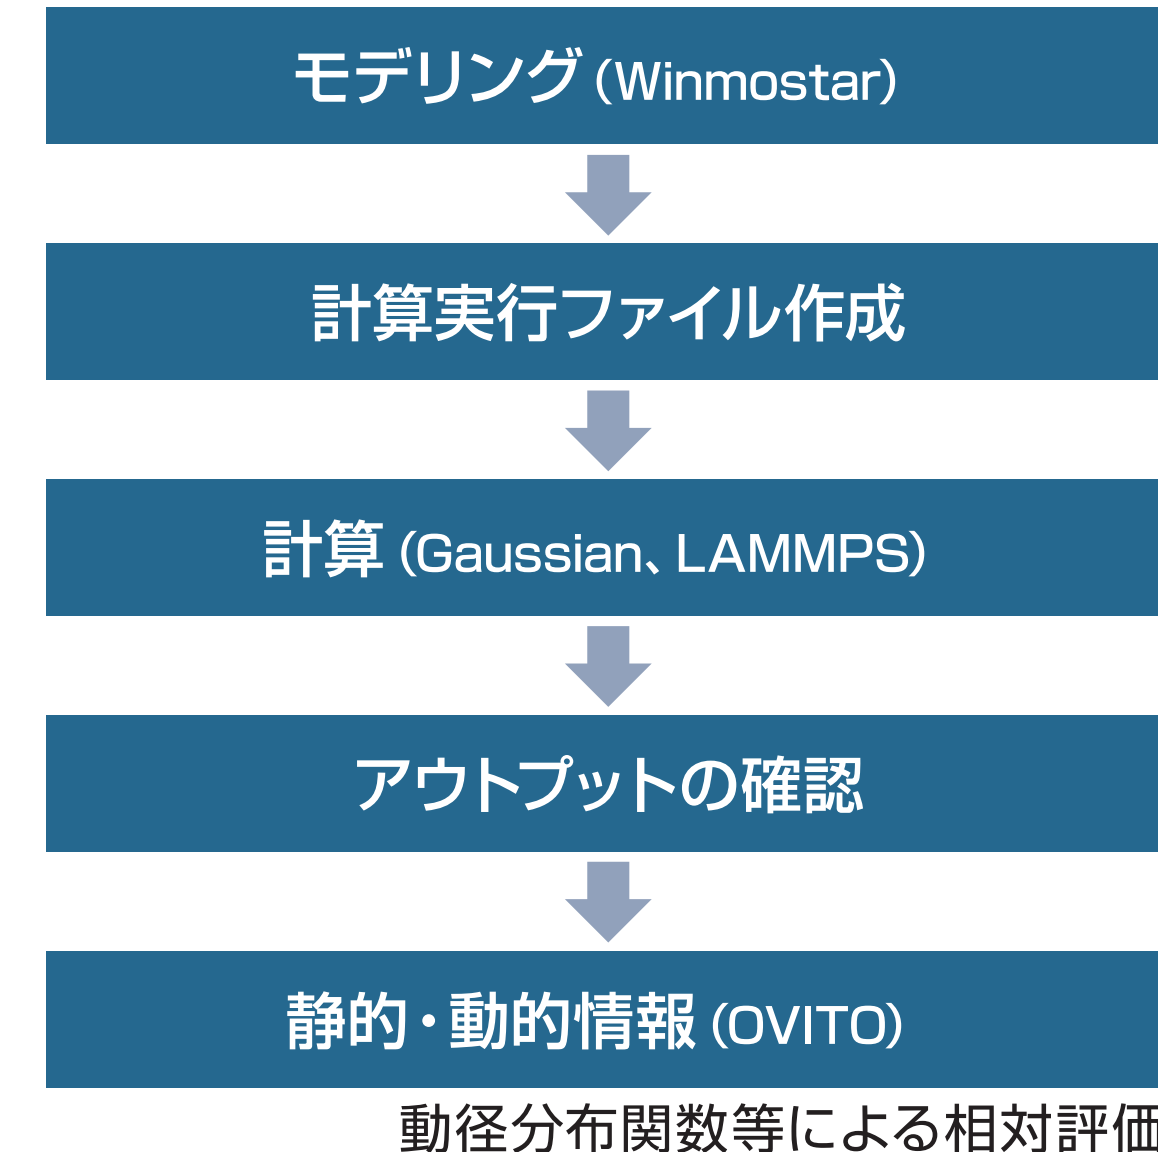 モデリング（Winmostar）
計算実行ファイル作成
計算（Gaussian、LAMMPS）
アウトプットの確認
静的・動的情報（OVITO）
動径分布関数等による相対評価